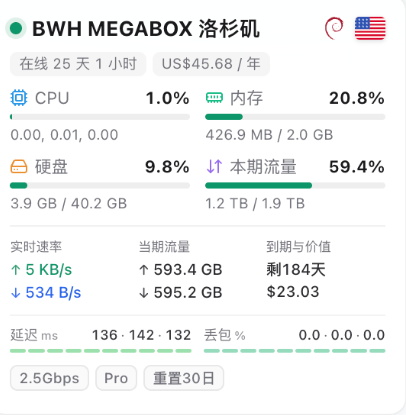 BWH MEGABOX 洛杉矶
在线 25 天 1 小时 US$45.68 / 年
CPU 1.0% 内存 20.8%
0.00, 0.01, 0.00 426.9 MB / 2.0 GB
硬盘 9.8% 本期流量 59.4%
3.9 GB / 40.2 GB 1.2 TB / 1.9 TB
实时速率 当期流量 到期与价值
↑ 5 KB/s ↑ 593.4 GB 剩184天
↓ 534 B/s ↓ 595.2 GB $23.03
延迟 ms 136 · 142 · 132 丢包 % 0.0 · 0.0 · 0.0
2.5Gbps Pro 重置30日